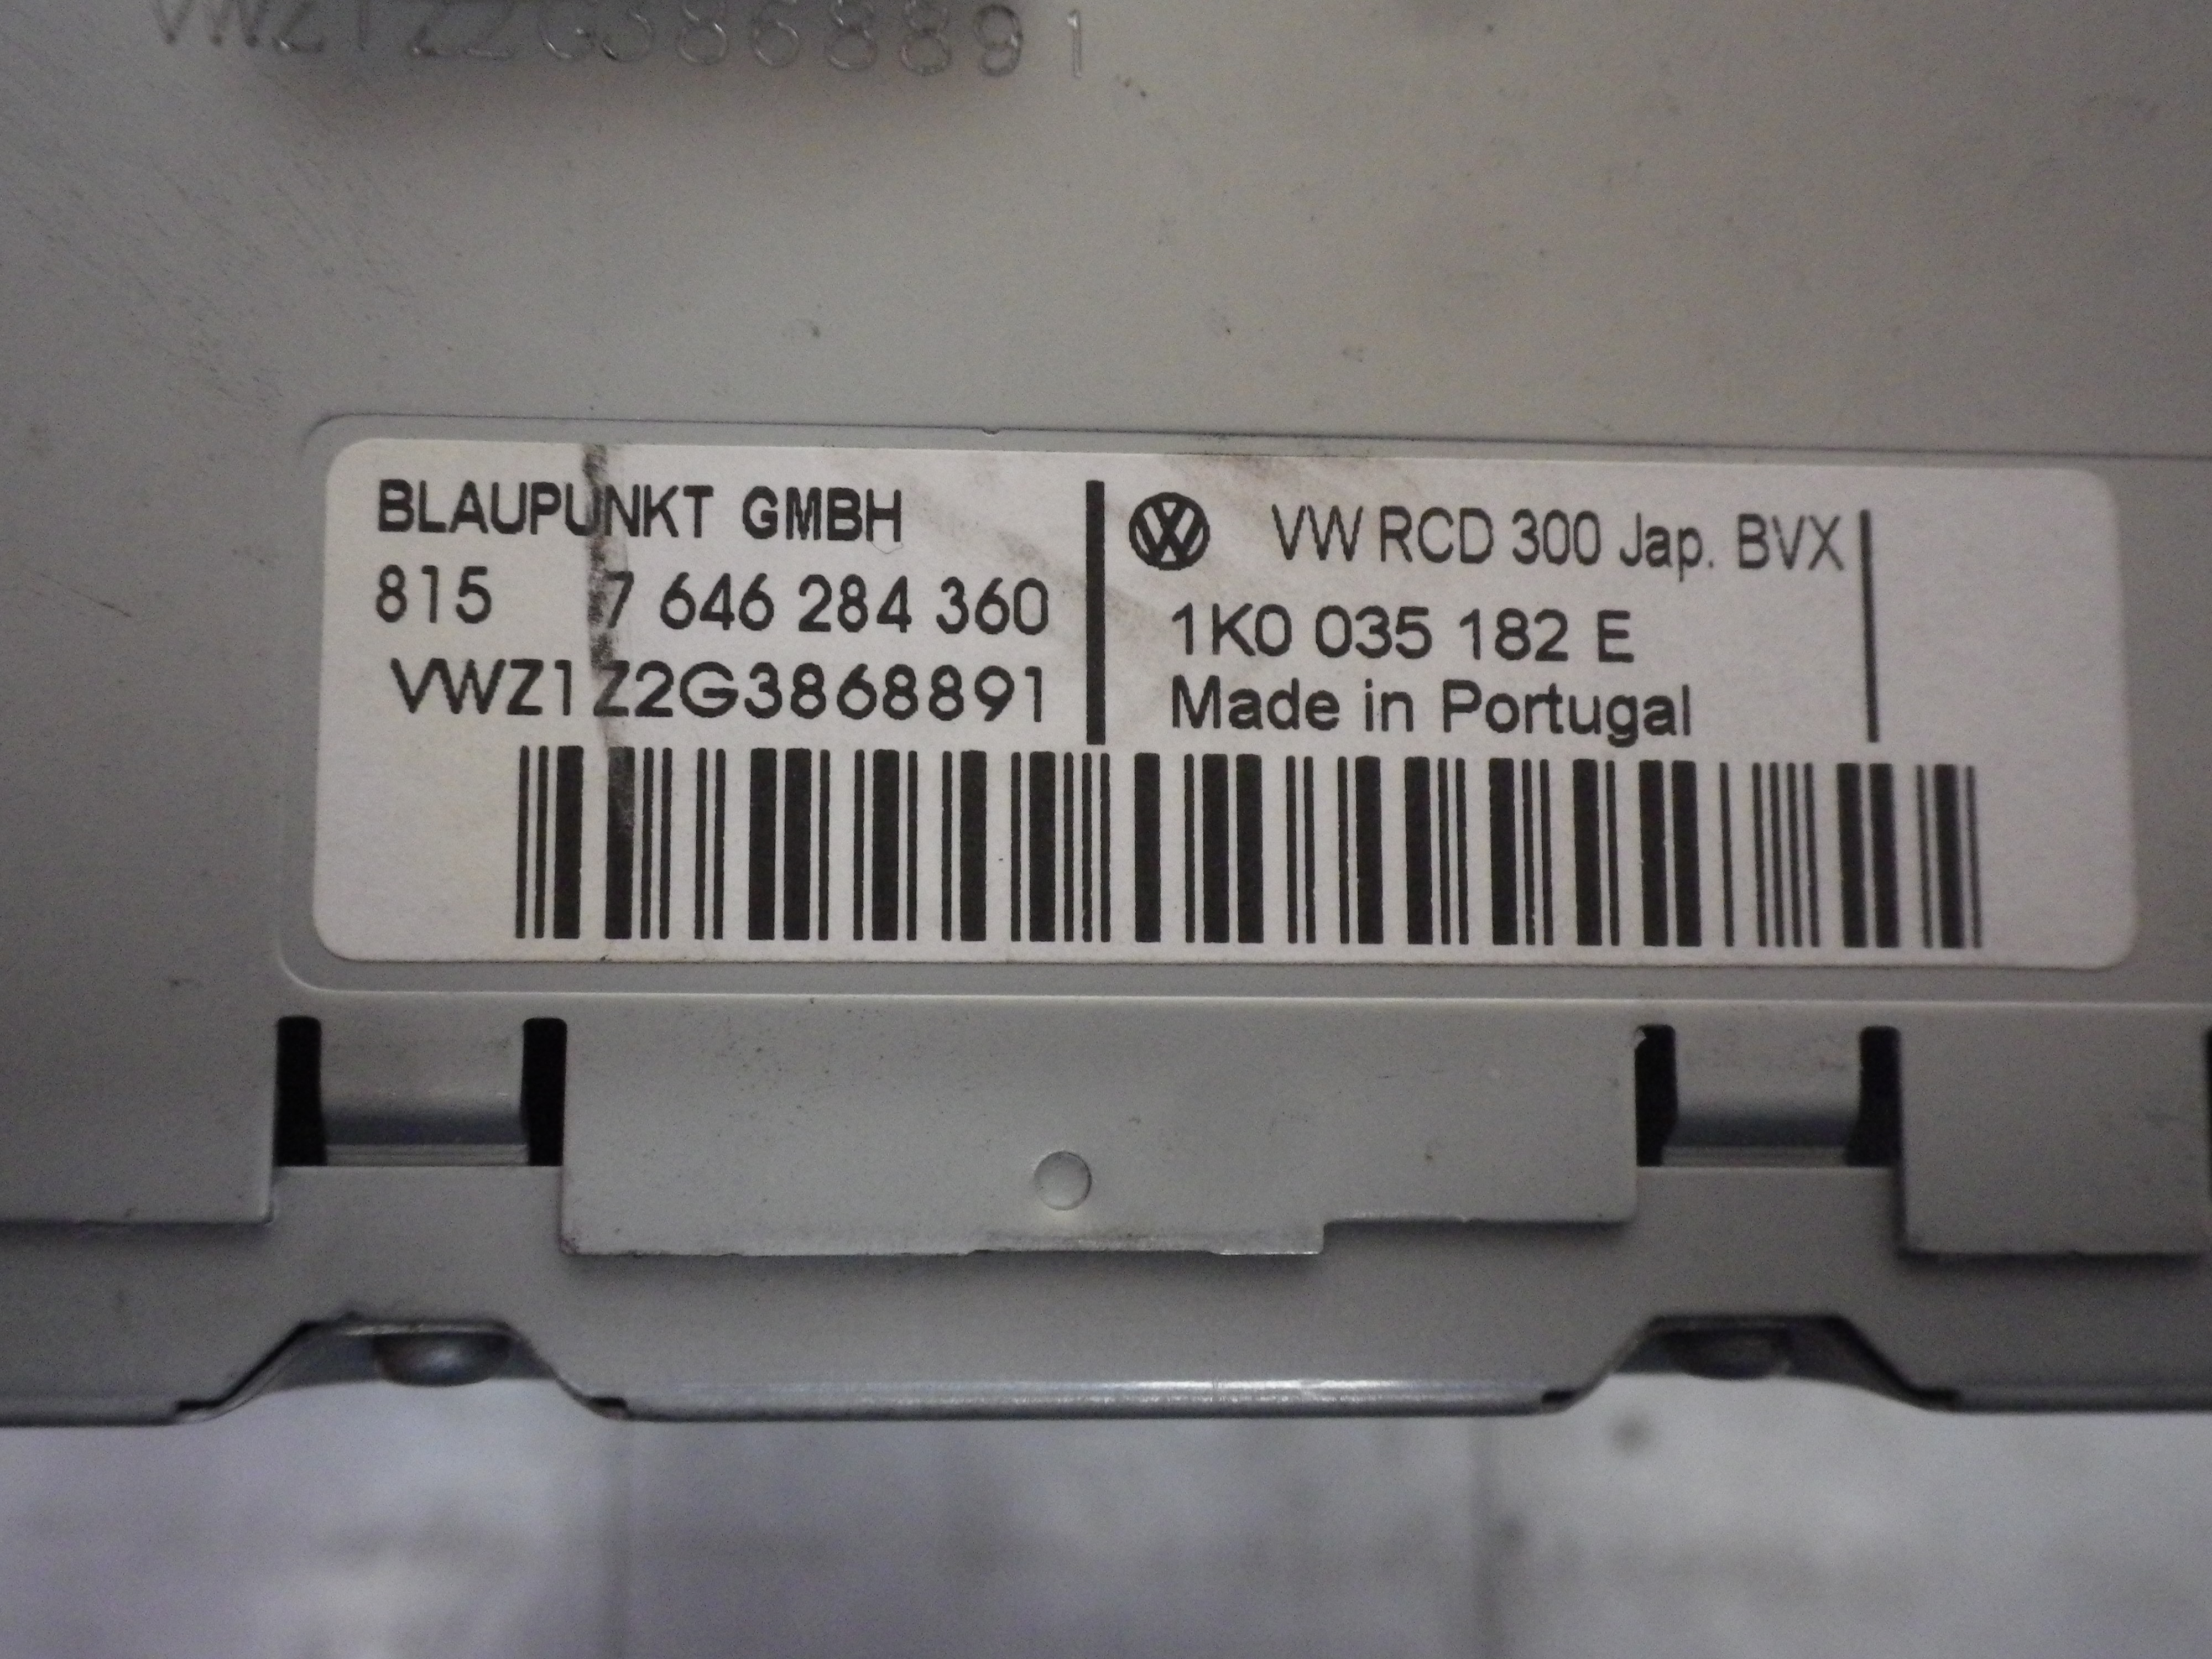 VWZ1Z2G3868891
BLAUPUNKT GMBH
815 7 646 284 360
VWZ1Z2G3868891
VW RCD 300 Jap. BVX
1K0 035 182 E
Made in Portugal